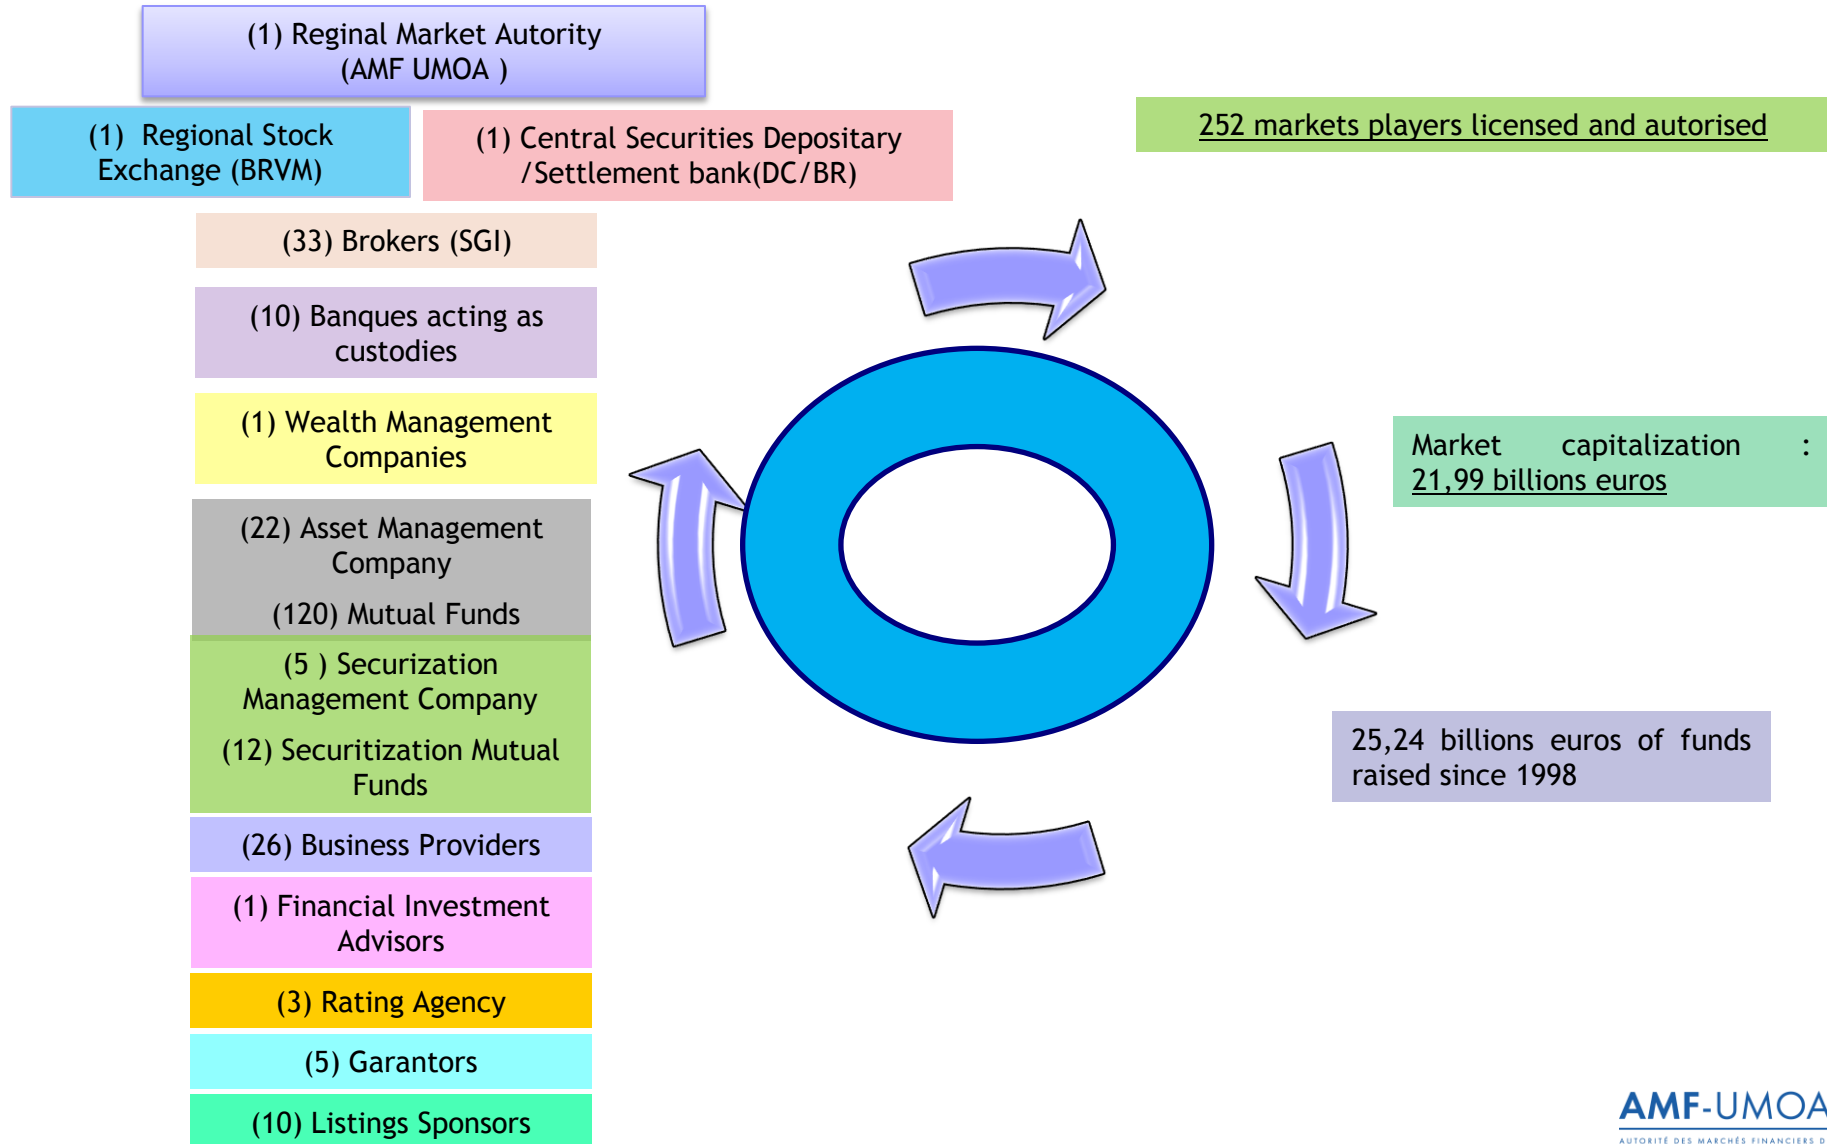 (1) Reginal Market Autority
(AMF UMOA )
(1) Regional Stock
Exchange (BRVM)
(1) Central Securities Depositary
/Settlement bank(DC/BR)
252 markets players licensed and autorised
(33) Brokers (SGI)
(10) Banques acting as
custodies
(1) Wealth Management
Companies
(22) Asset Management
Company
(120) Mutual Funds
(5 ) Securization
Management Company
(12) Securitization Mutual
Funds
(26) Business Providers
(1) Financial Investment
Advisors
(3) Rating Agency
(5) Garantors
(10) Listings Sponsors
Market capitalization :
21,99 billions euros
25,24 billions euros of funds
raised since 1998
AMF-UMOA
AUTORITÉ DES MARCHÉS FINANCIERS D